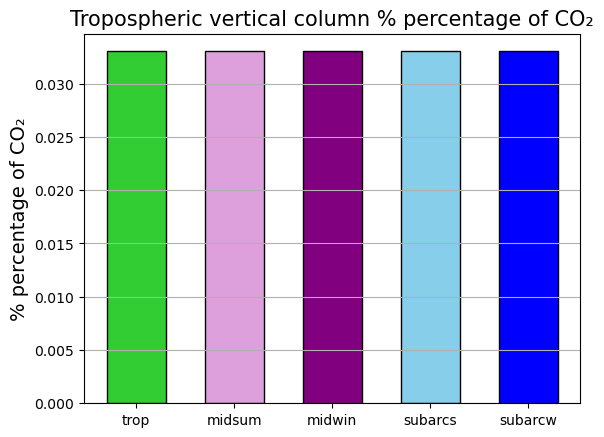 Tropospheric vertical column % percentage of CO₂
% percentage of CO₂
0.030
0.025
0.020
0.015
0.010
0.005
0.000
trop midsum midwin subarcs subarcw